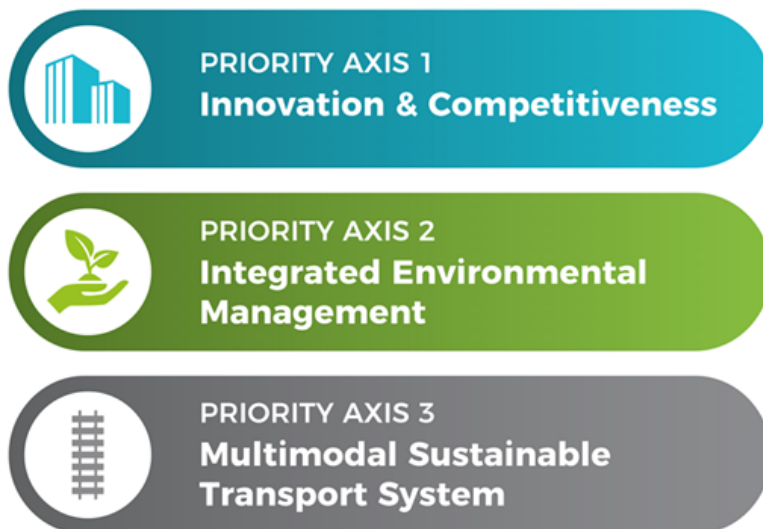 PRIORITY AXIS 1
Innovation & Competitiveness
PRIORITY AXIS 2
Integrated Environmental
Management
PRIORITY AXIS 3
Multimodal Sustainable
Transport System